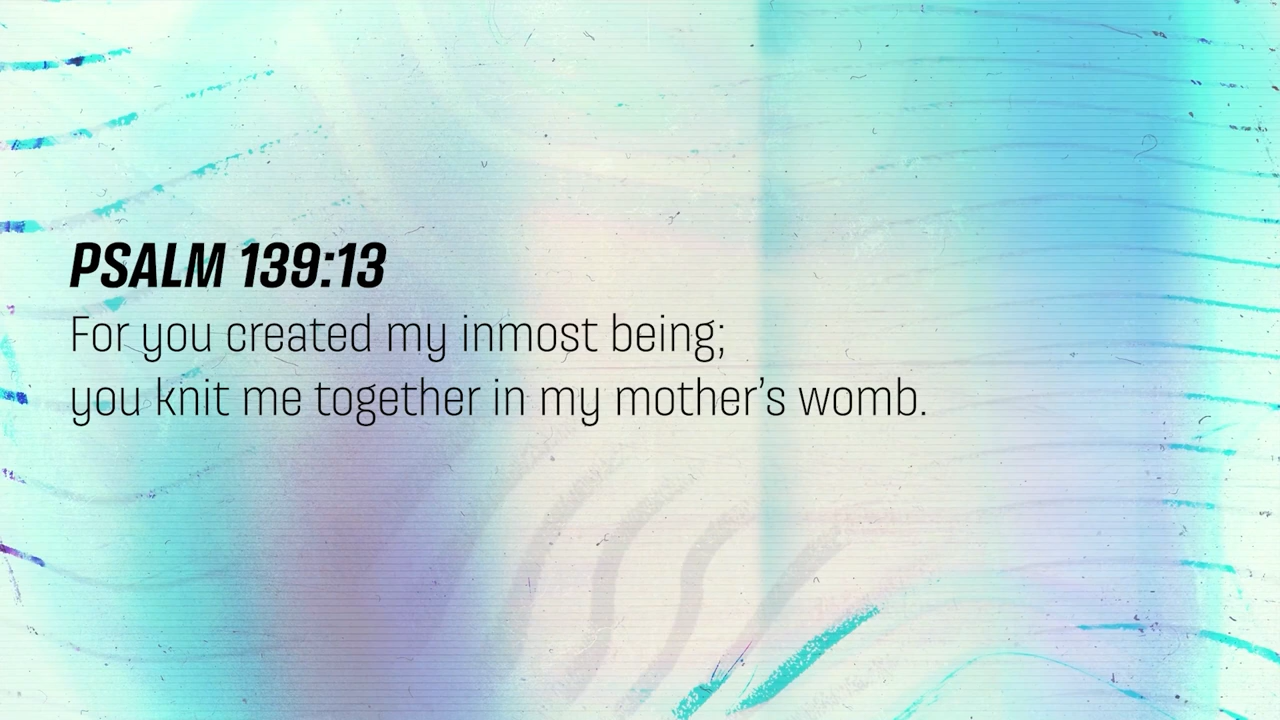 PSALM 139:13
For you created my inmost being;
you knit me together in my mother’s womb.